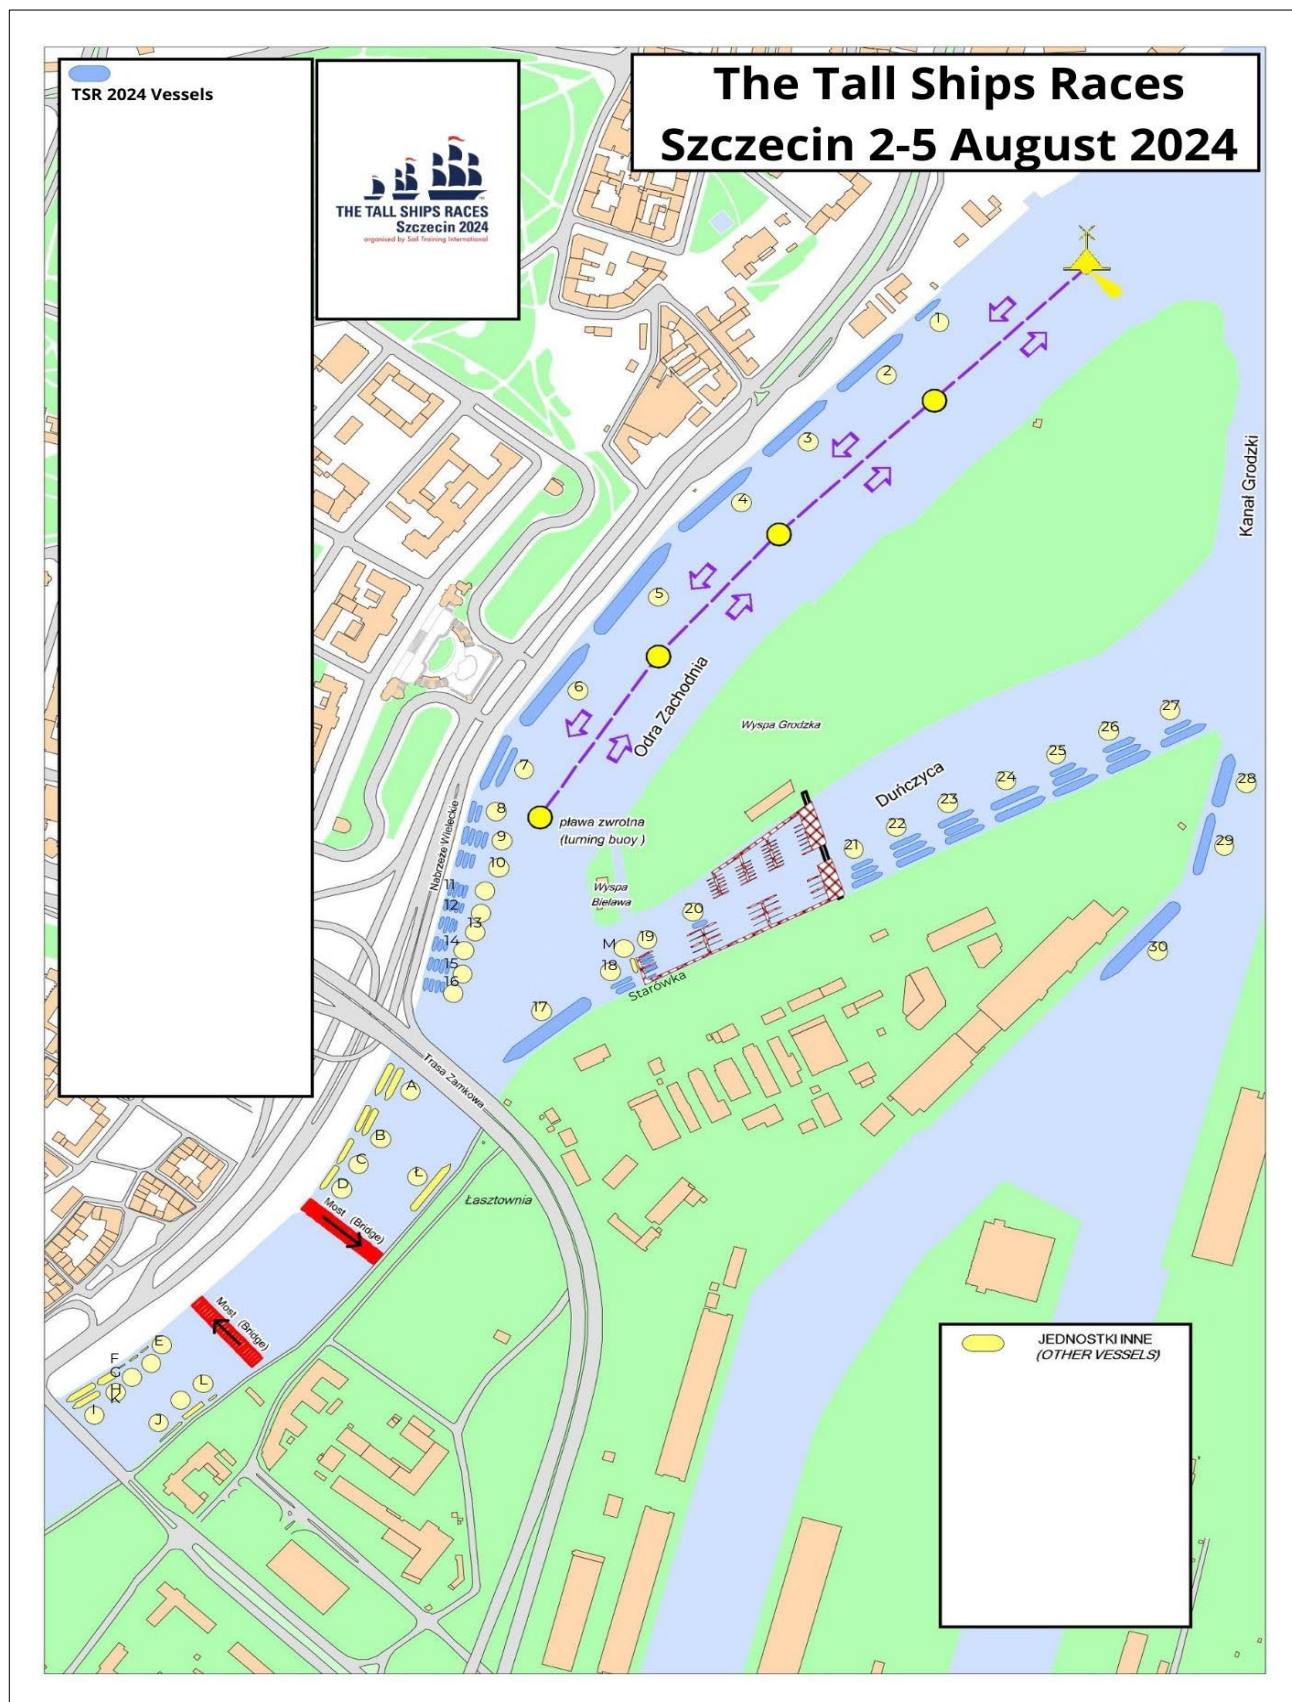 TSR 2024 Vessels
THE TALL SHIPS RACES
Szczecin 2024
organised by Sail Training International
The Tall Ships Races
Szczecin 2-5 August 2024
1
2
3
4
5
6
7
8
9
10
11
12
13
14
15
16
Kanał Grodzki
Odra Zachodnia
Wyspa Grodzka
Nabrzeże Wieleckie
pława zwrotna
(turning buoy )
Duńczyca
27
26
25
24
23
22
21
28
29
30
Wyspa
Bielawa
20
19
M
18
Starówka
17
Trasa Zamkowa
A
B
C
D
Ł
Łasztownia
Most (Bridge)
Most (Bridge)
E
F
G
H
K
I
L
J
JEDNOSTKI INNE
(OTHER VESSELS)